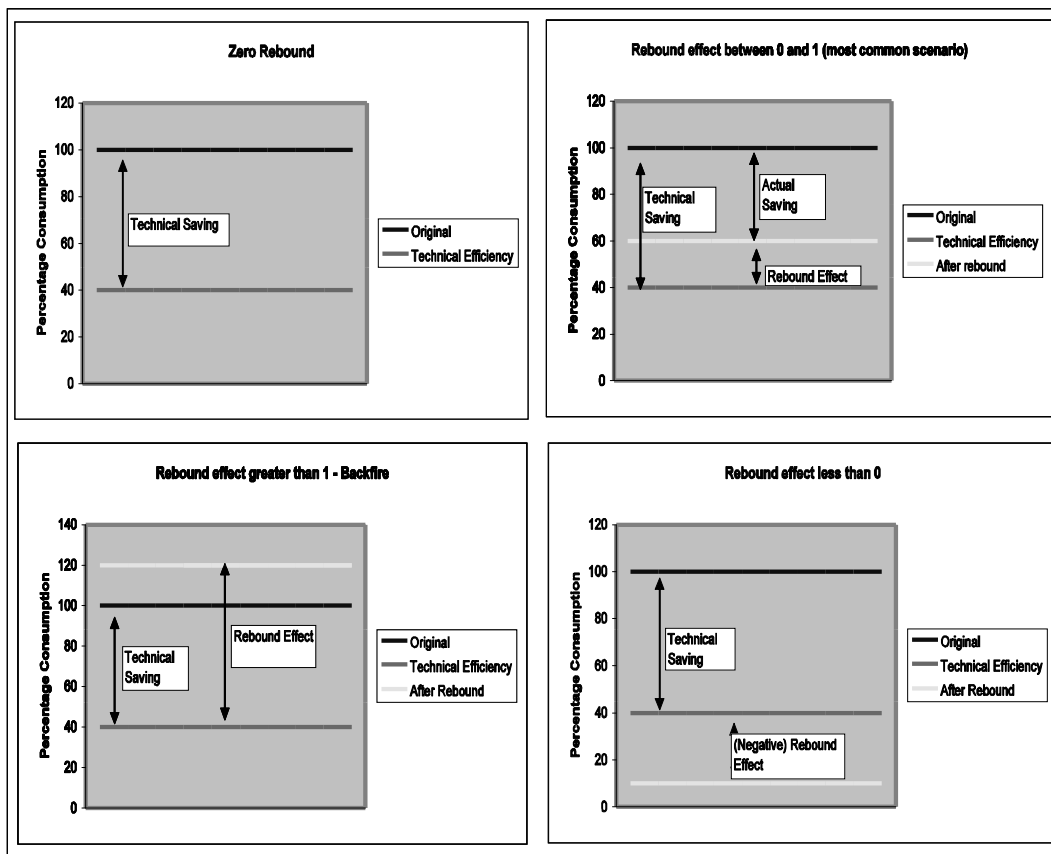 Zero Rebound
120
100
80
60
40
20
0
Percentage Consumption
Technical Saving
Original
Technical Efficiency
Rebound effect between 0 and 1 (most common scenario)
120
100
80
60
40
20
0
Percentage Consumption
Technical
Saving
Actual
Saving
Rebound Effect
Original
Technical Efficiency
After rebound
Rebound effect greater than 1 - Backfire
140
120
100
80
60
40
20
0
Percentage Consumption
Technical
Saving
Rebound Effect
Original
Technical Efficiency
After Rebound
Rebound effect less than 0
120
100
80
60
40
20
0
Percentage Consumption
Technical
Saving
(Negative) Rebound
Effect
Original
Technical Efficiency
After Rebound